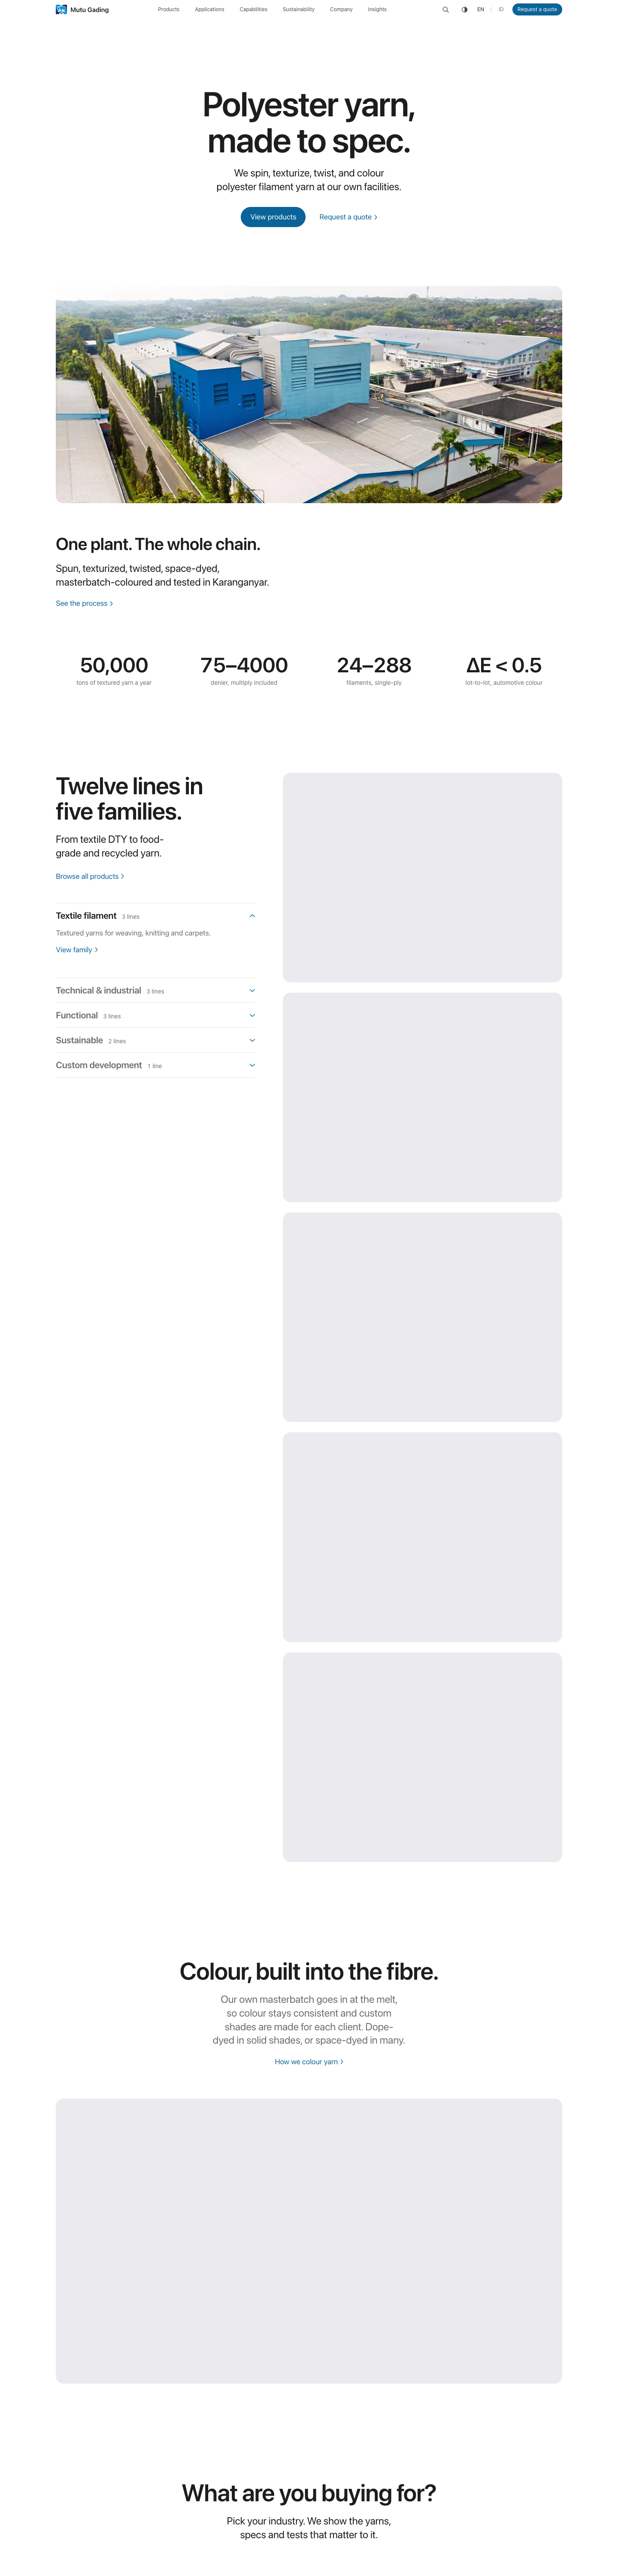 Mutu Gading
Products
Applications
Capabilities
Sustainability
Company
Insights
EN
ID
Request a quote
Polyester yarn,
made to spec.
We spin, texturize, twist, and colour
polyester filament yarn at our own facilities.
View products
Request a quote
One plant. The whole chain.
Spun, texturized, twisted, space-dyed,
masterbatch-coloured and tested in Karanganyar.
See the process
50,000
tons of textured yarn a year
75–4000
denier, multiply included
24–288
filaments, single-ply
ΔE < 0.5
lot-to-lot, automotive colour
Twelve lines in
five families.
From textile DTY to food-
grade and recycled yarn.
Browse all products
Textile filament 3 lines
Textured yarns for weaving, knitting and carpets.
View family
Technical & industrial 3 lines
Functional 3 lines
Sustainable 2 lines
Custom development 1 line
Colour, built into the fibre.
Our own masterbatch goes in at the melt,
so colour stays consistent and custom
shades are made for each client. Dope-
dyed in solid shades, or space-dyed in many.
How we colour yarn
What are you buying for?
Pick your industry. We show the yarns,
specs and tests that matter to it.